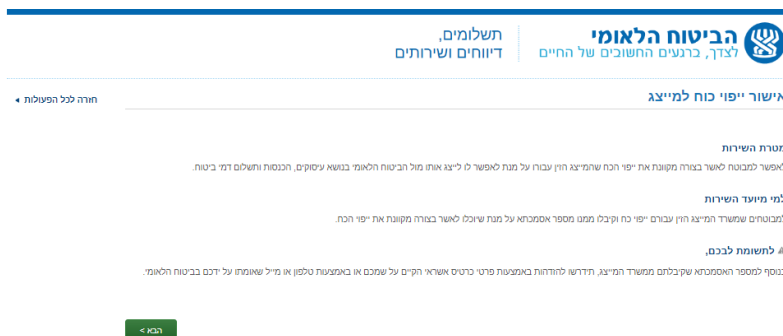 הביטוח הלאומי
לצדך, ברגעים החשובים של החיים
תשלומים,
דיווחים ושירותים
אישור ייפוי כוח למייצג
חזרה לכל הפעולות
מטרת השירות
לאפשר למבוטח לאשר בצורה מקוונת את ייפוי הכח שהמייצג הזין עבורו על מנת לאפשר לו לייצג אותו מול הביטוח הלאומי בנושא עיסוקים, הכנסות ותשלום דמי ביטוח.
למי מיועד השירות
למבוטחים שמשרד המייצג הזין עבורם ייפוי כח וקיבלו ממנו מספר אסמכתא על מנת שיוכלו לאשר בצורה מקוונת את ייפוי הכח.
לתשומת לבכם,
בנוסף למספר האסמכתא שקיבלתם ממשרד המייצג, תידרשו להזדהות באמצעות פרטי כרטיס אשראי הקיים על שמכם או באמצעות טלפון או מייל שאומתו על ידכם בביטוח הלאומי.
הבא >